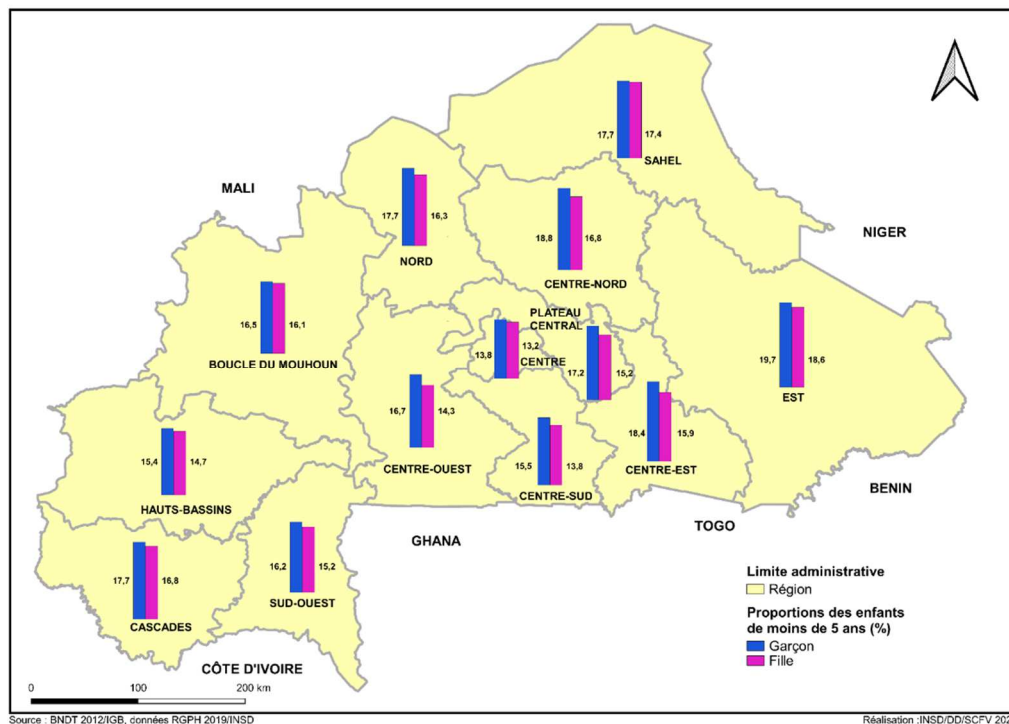 17,7
17,4
SAHEL
MALI
17,7
16,3
NORD
NIGER
18,8
16,8
CENTRE-NORD
16,5
16,1
BOUCLE DU MOUHOUN
PLATEAU
CENTRAL
13,8
13,2
CENTRE
17,2
15,2
19,7
18,6
EST
16,7
14,3
CENTRE-OUEST
18,4
15,9
CENTRE-EST
15,5
13,8
CENTRE-SUD
15,4
14,7
HAUTS-BASSINS
BENIN
TOGO
GHANA
16,2
15,2
SUD-OUEST
17,7
16,8
CASCADES
CÔTE D'IVOIRE
Limite administrative
Région
Proportions des enfants
de moins de 5 ans (%)
Garçon
Fille
0
100
200 km
Source : BNDT 2012/IGB, données RGPH 2019/INSD
Réalisation :INSD/DD/SCFV 202